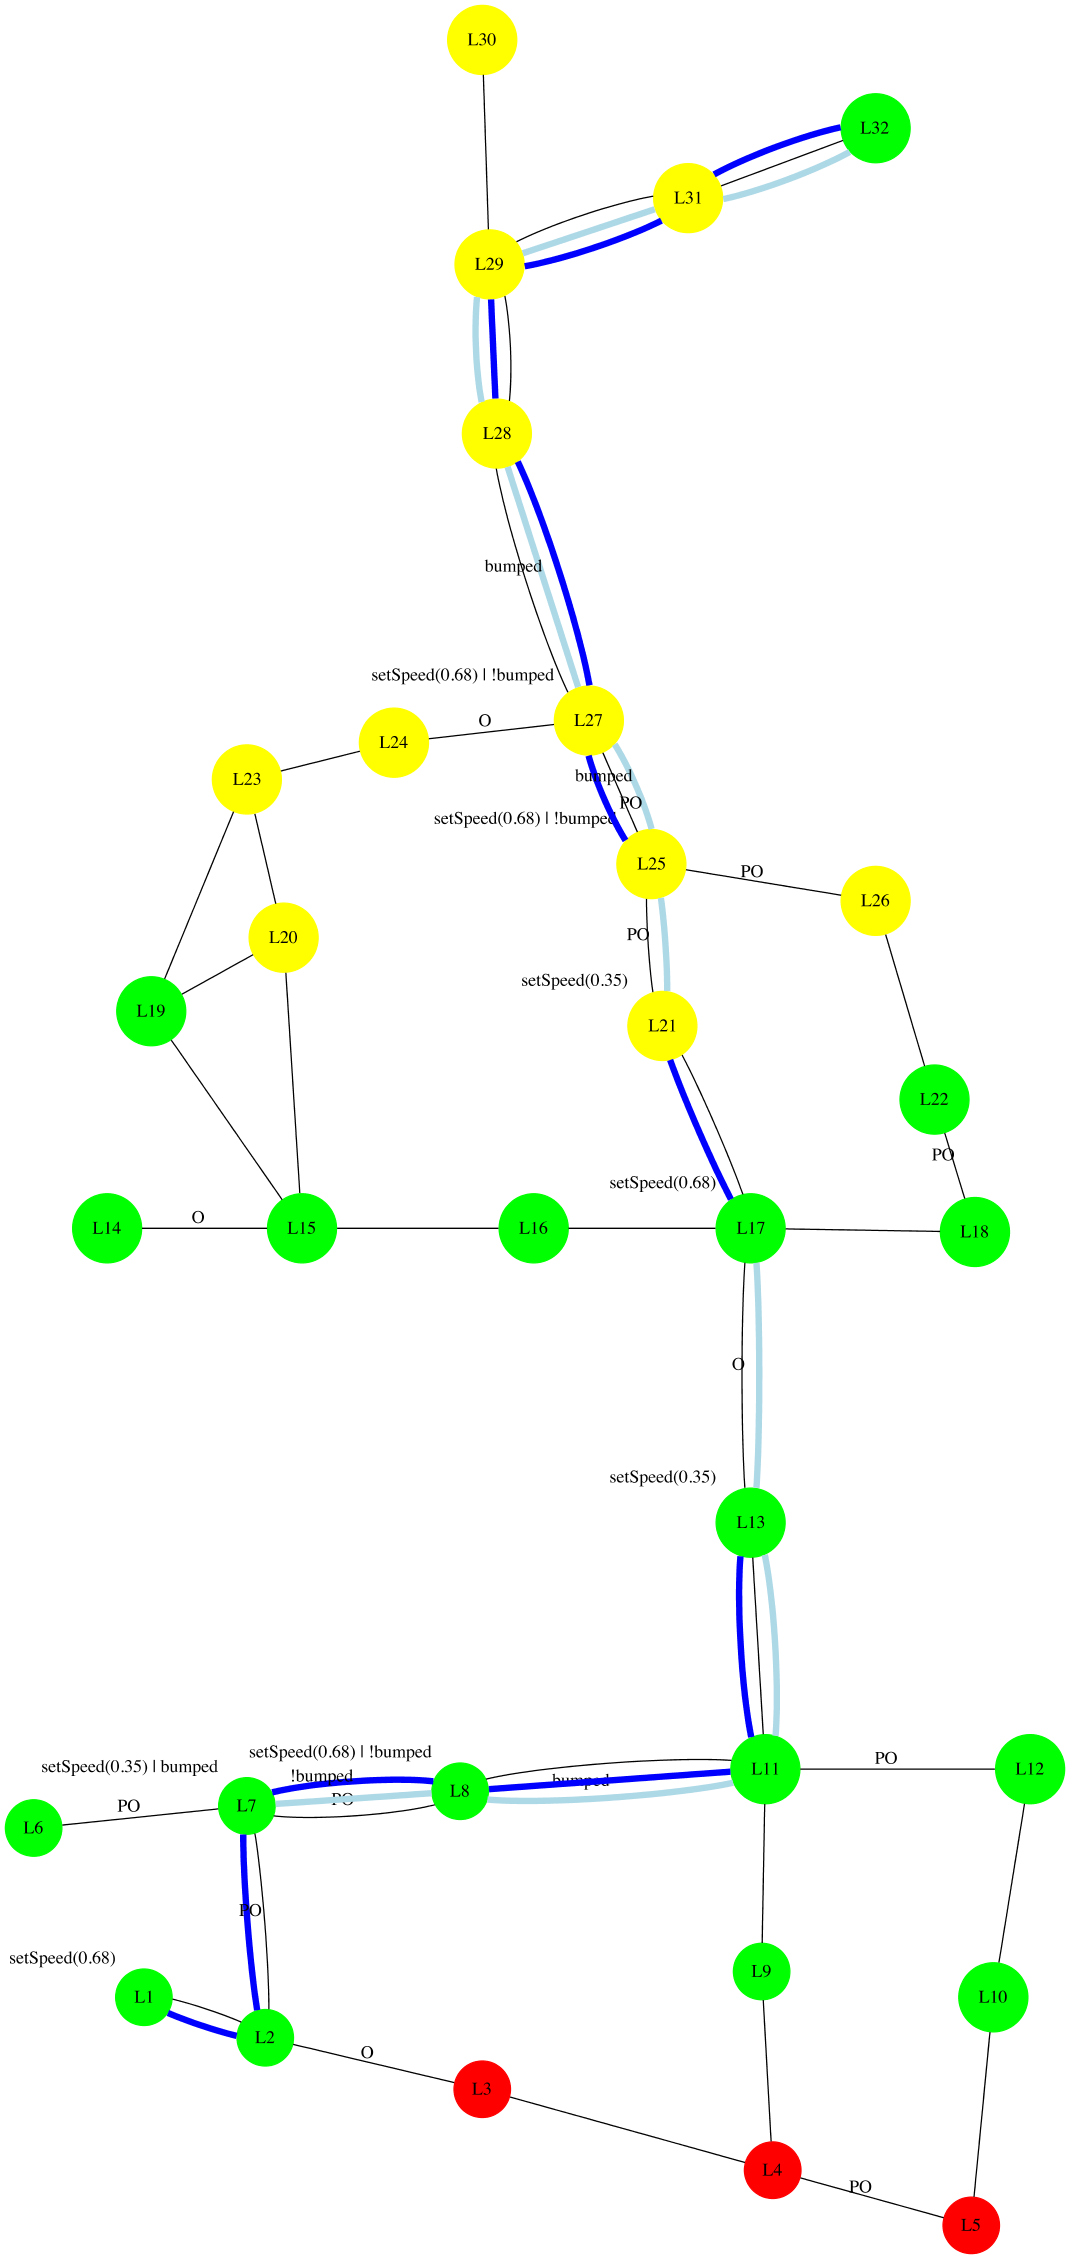 L30
L32
L31
L29
L28
bumped
setSpeed(0.68) | !bumped
L27
O
L24
L23
bumped
PO
setSpeed(0.68) | !bumped
L25
PO
L26
L20
PO
setSpeed(0.35)
L19
L21
L22
PO
setSpeed(0.68)
L14
O
L15
L16
L17
L18
O
setSpeed(0.35)
L13
setSpeed(0.68) | !bumped
setSpeed(0.35) | bumped
!bumped
bumped
PO
L11
L12
L8
PO
PO
L7
L6
PO
setSpeed(0.68)
L9
L1
L10
L2
O
L3
L4
PO
L5